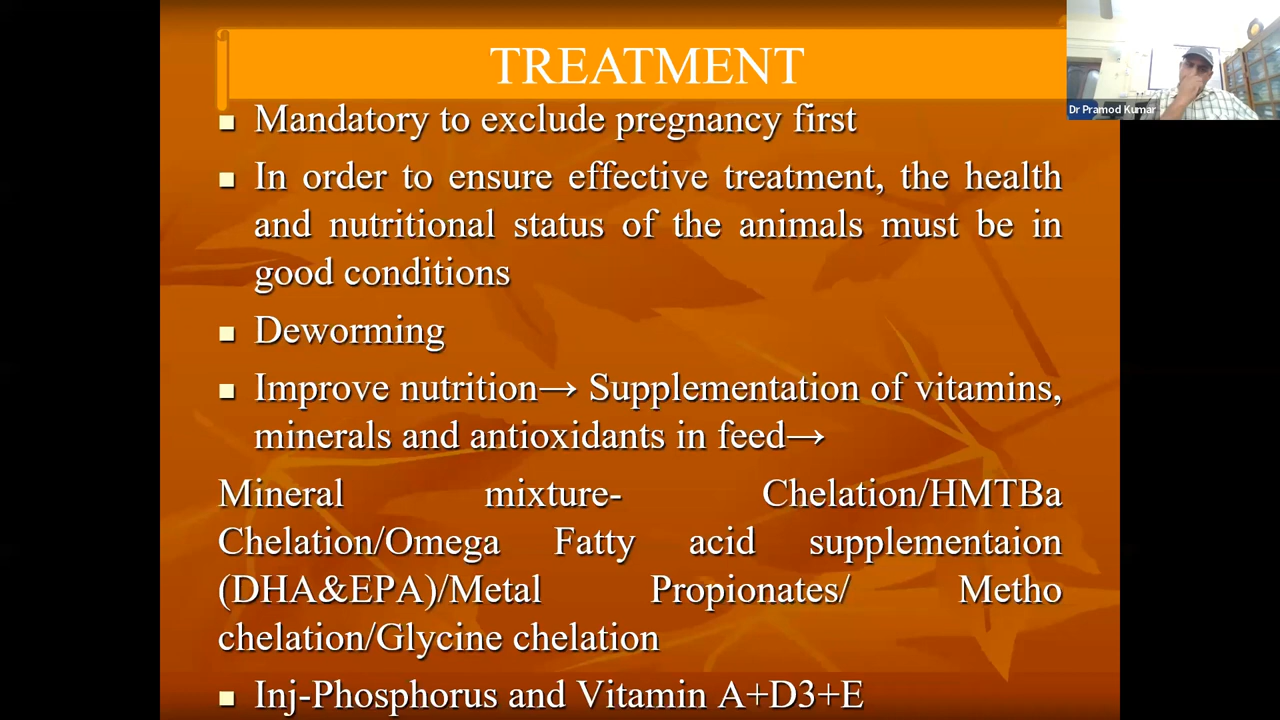 TREATMENT
Dr Pramod Kumar
Mandatory to exclude pregnancy first
In order to ensure effective treatment, the health
and nutritional status of the animals must be in
good conditions
Deworming
Improve nutrition→ Supplementation of vitamins,
minerals and antioxidants in feed→
Mineral mixture- Chelation/HMTBa
Chelation/Omega Fatty acid supplementaion
(DHA&EPA)/Metal Propionates/ Metho
chelation/Glycine chelation
Inj-Phosphorus and Vitamin A+D3+E